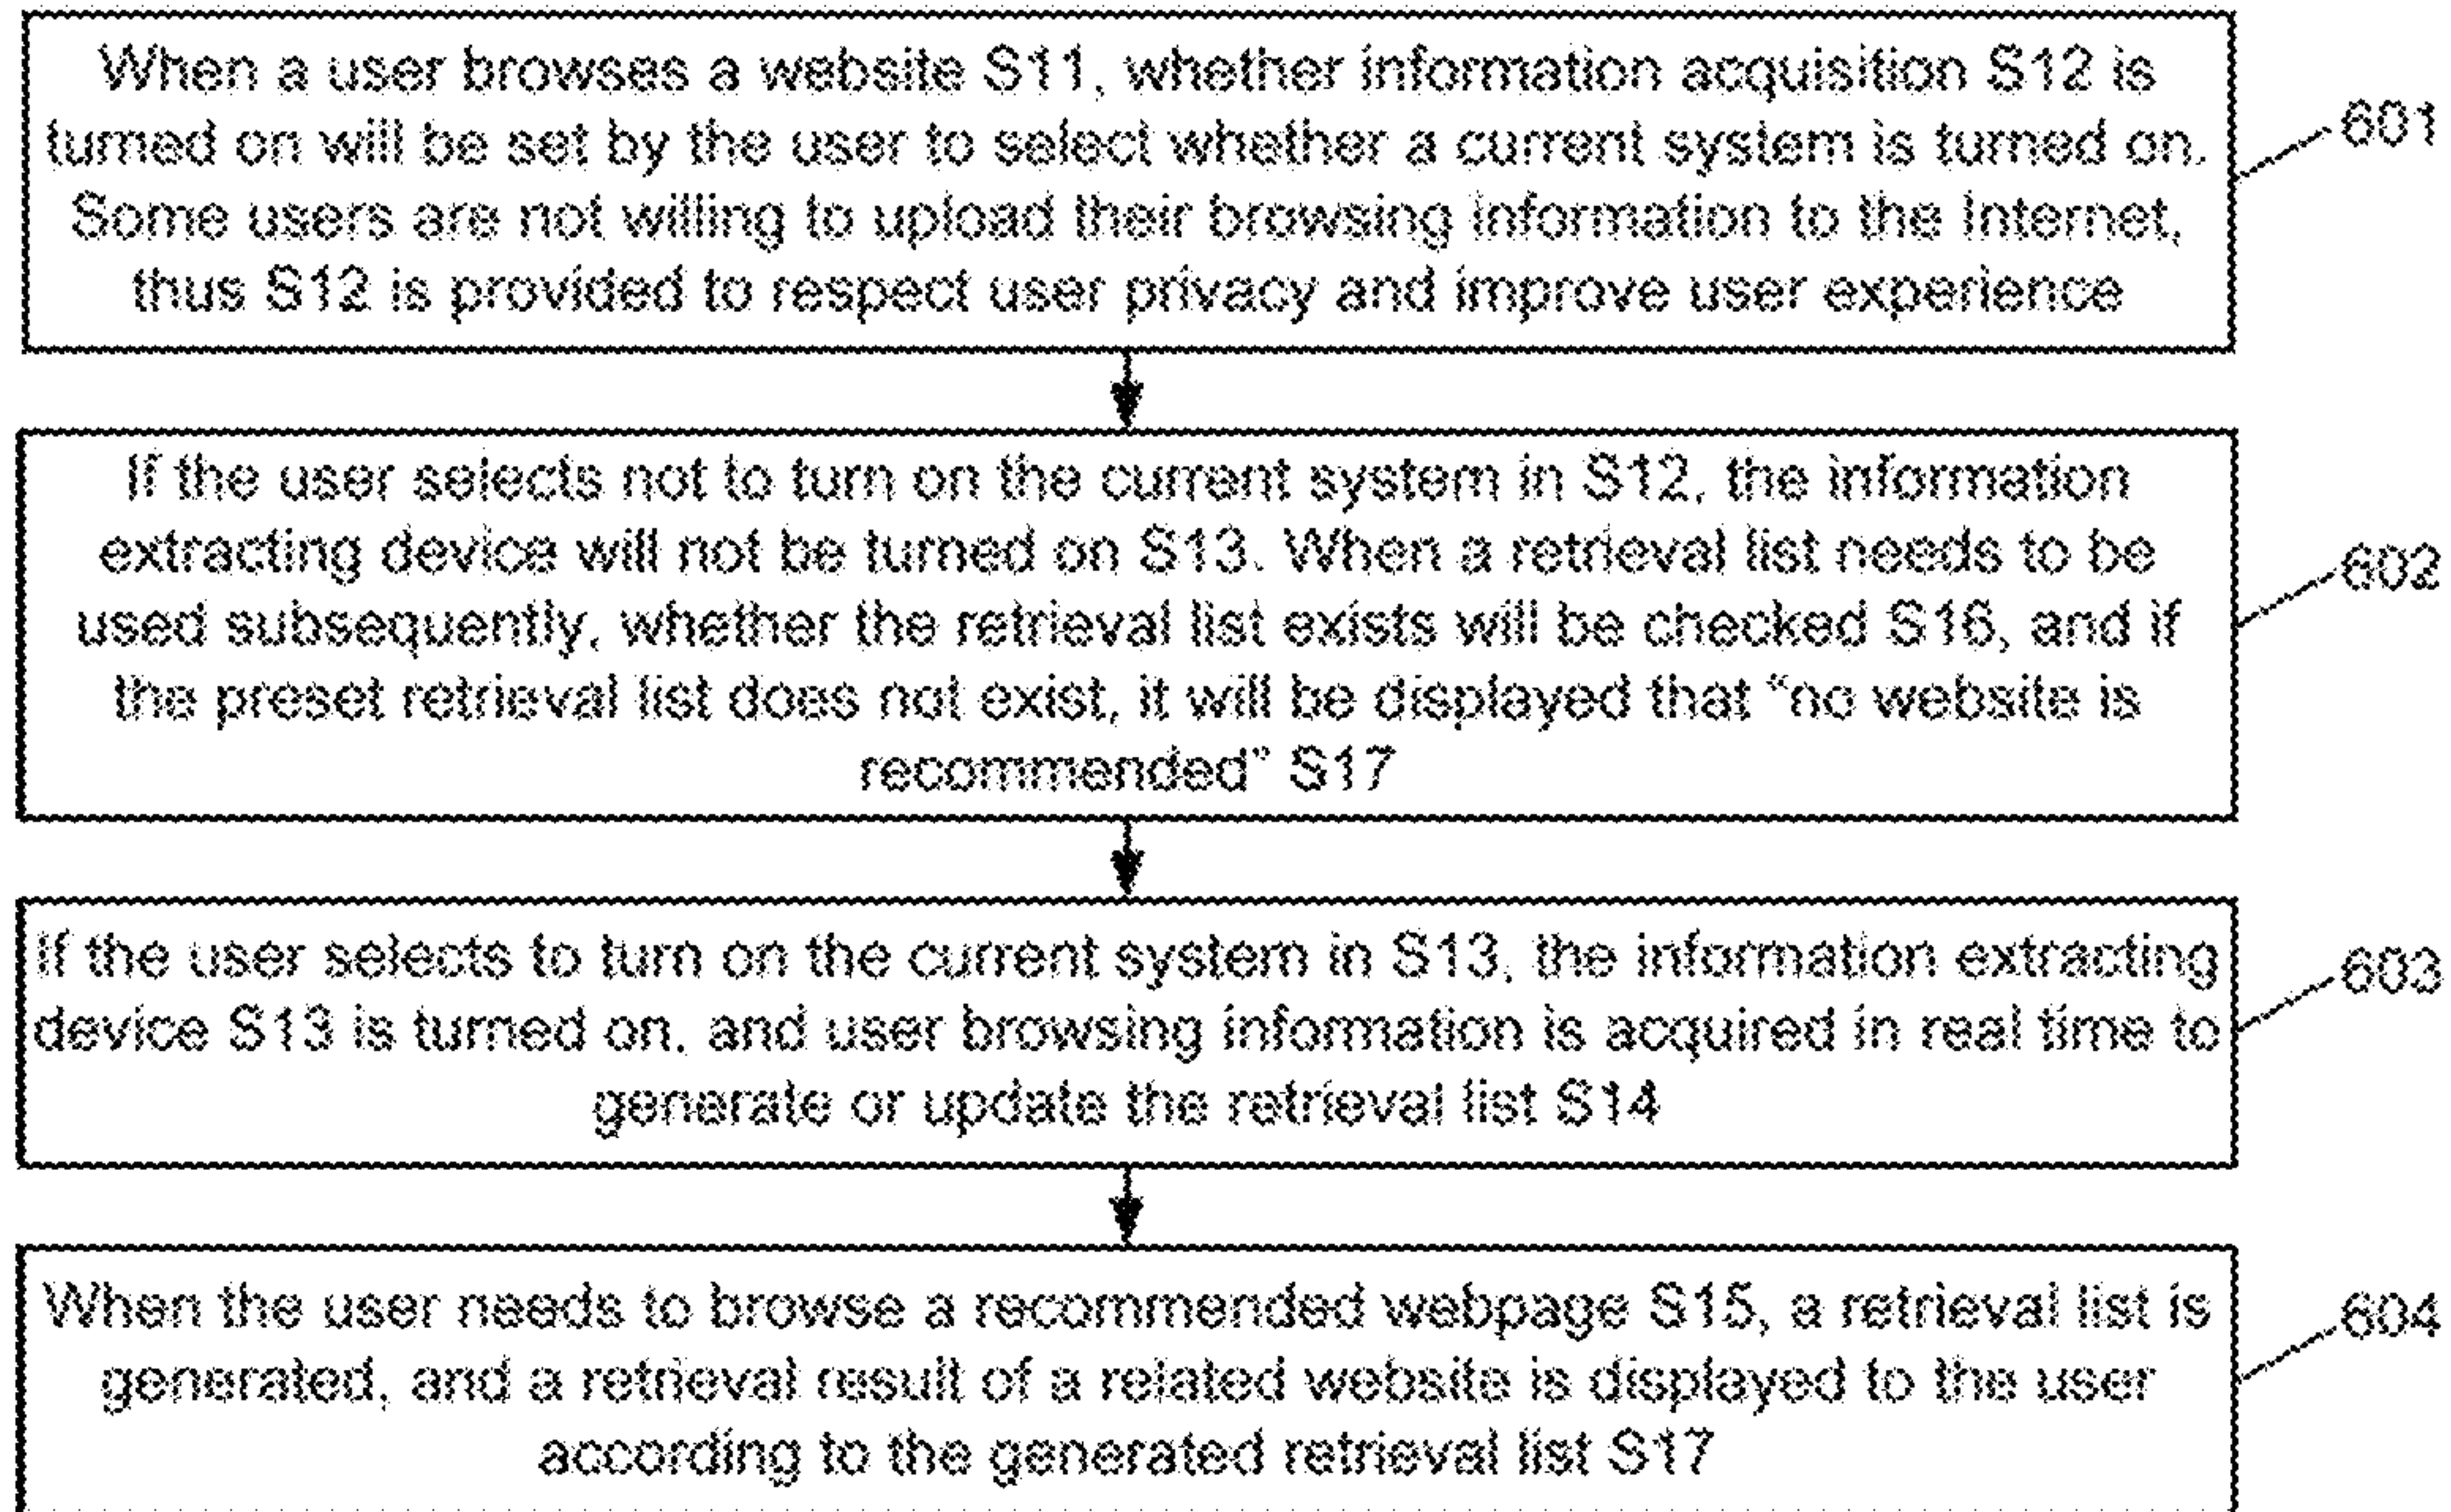 When a user browses a website S11, whether information acquisition S12 is
turned on will be set by the user to select whether a current system is turned on.
Some users are not willing to upload their browsing information to the Internet,
thus S12 is provided to respect user privacy and improve user experience
601
If the user selects not to turn on the current system in S12, the information
extracting device will not be turned on S13. When a retrieval list needs to be
used subsequently, whether the retrieval list exists will be checked S16, and if
the preset retrieval list does not exist, it will be displayed that “no website is
recommended” S17
602
If the user selects to turn on the current system in S13, the information extracting
device S13 is turned on, and user browsing information is acquired in real time to
generate or update the retrieval list S14
603
When the user needs to browse a recommended webpage S15, a retrieval list is
generated, and a retrieval result of a related website is displayed to the user
according to the generated retrieval list S17
604